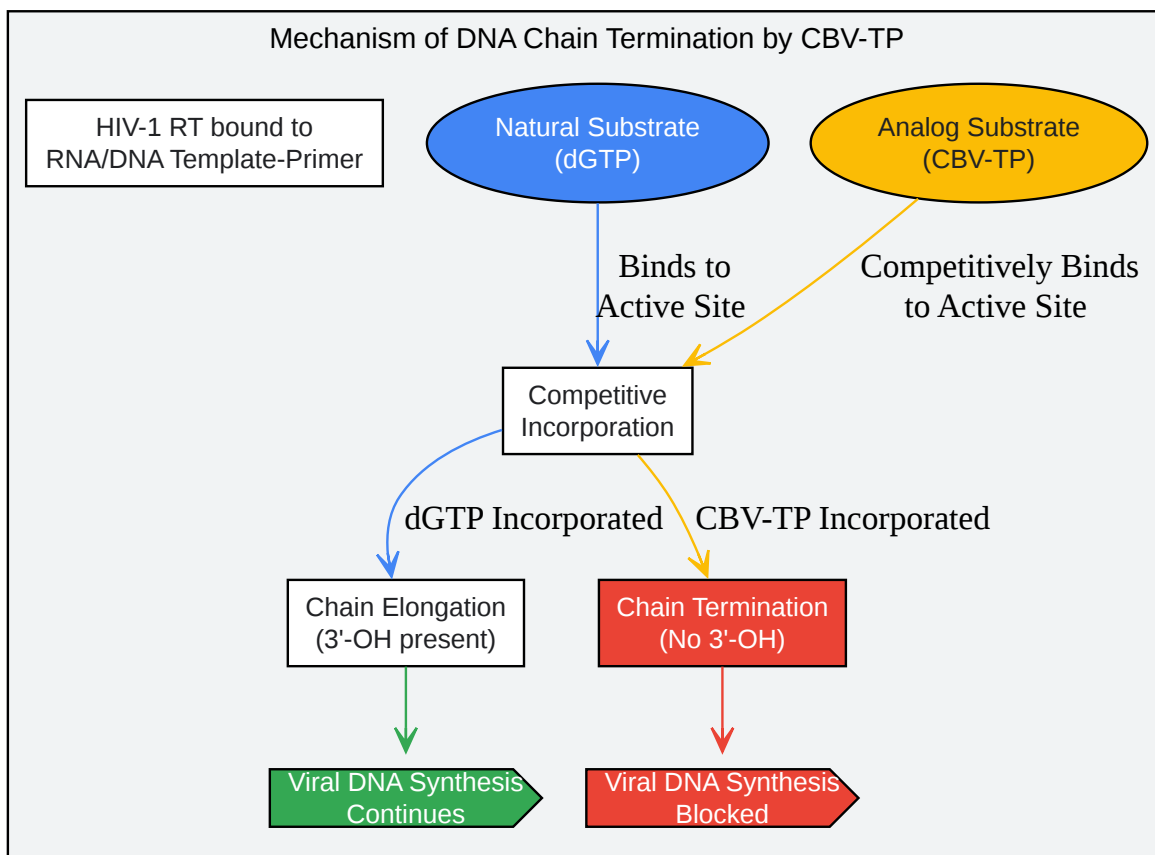 Mechanism of DNA Chain Termination by CBV-TP
HIV-1 RT bound to
RNA/DNA Template-Primer
Natural Substrate
(dGTP)
Analog Substrate
(CBV-TP)
Binds to
Active Site
Competitively Binds
to Active Site
Competitive
Incorporation
dGTP Incorporated
CBV-TP Incorporated
Chain Elongation
(3'-OH present)
Chain Termination
(No 3'-OH)
Viral DNA Synthesis
Continues
Viral DNA Synthesis
Blocked